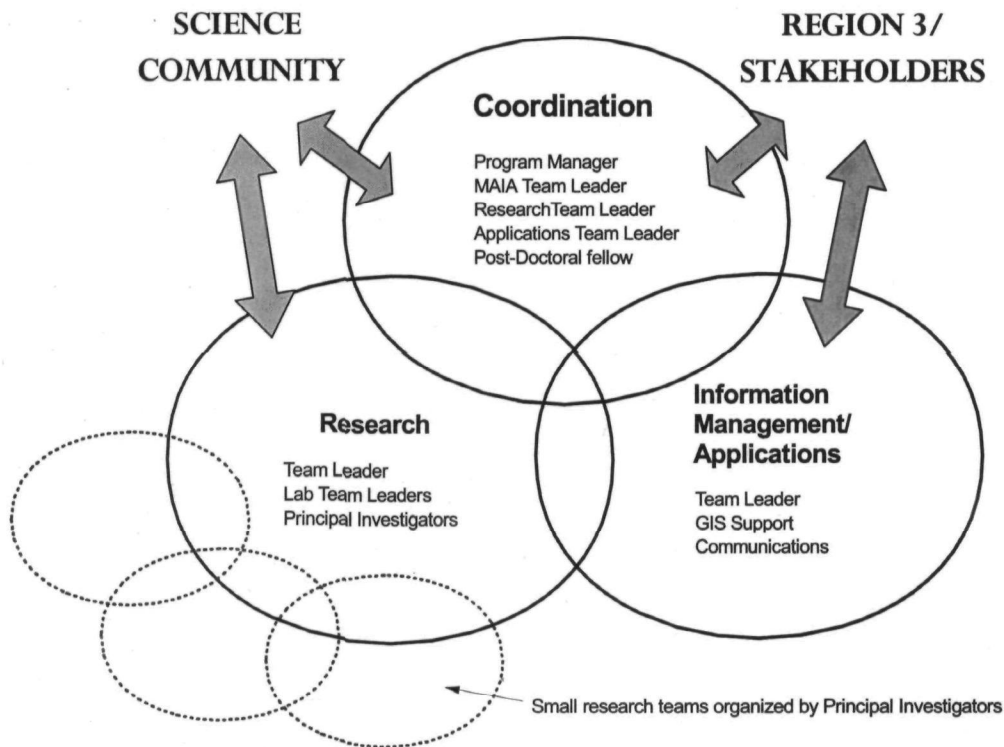 SCIENCE
COMMUNITY
REGION 3/
STAKEHOLDERS
Coordination
Program Manager
MAIA Team Leader
ResearchTeam Leader
Applications Team Leader
Post-Doctoral fellow
Research
Team Leader
Lab Team Leaders
Principal Investigators
Information
Management/
Applications
Team Leader
GIS Support
Communications
Small research teams organized by Principal Investigators